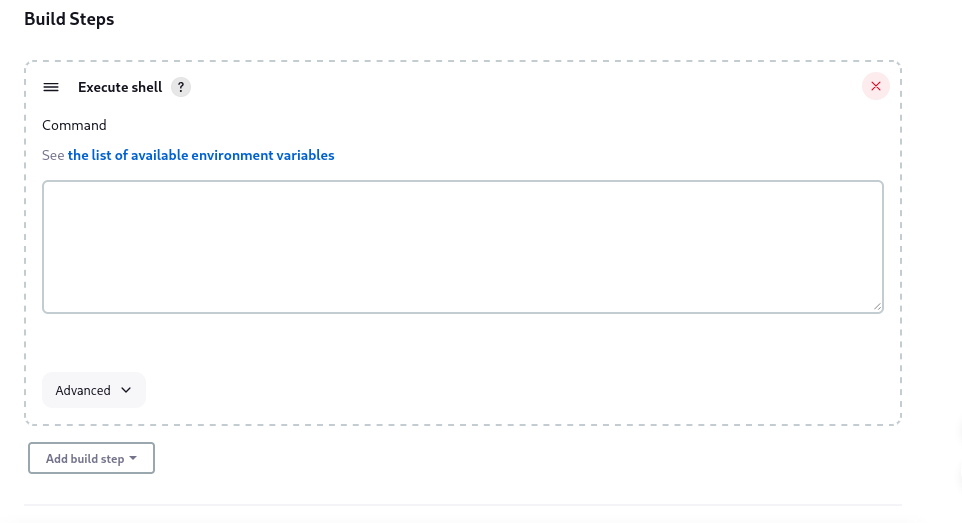 Build Steps
Execute shell ?
Command
See the list of available environment variables
Advanced
Add build step